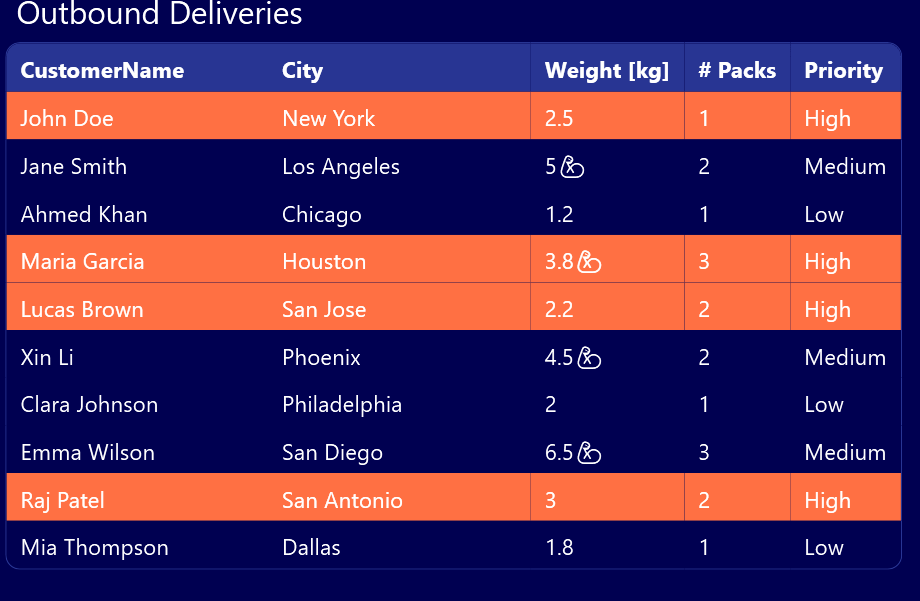 Outbound Deliveries
CustomerName City Weight [kg] # Packs Priority
John Doe New York 2.5 1 High
Jane Smith Los Angeles 5 2 Medium
Ahmed Khan Chicago 1.2 1 Low
Maria Garcia Houston 3.8 3 High
Lucas Brown San Jose 2.2 2 High
Xin Li Phoenix 4.5 2 Medium
Clara Johnson Philadelphia 2 1 Low
Emma Wilson San Diego 6.5 3 Medium
Raj Patel San Antonio 3 2 High
Mia Thompson Dallas 1.8 1 Low